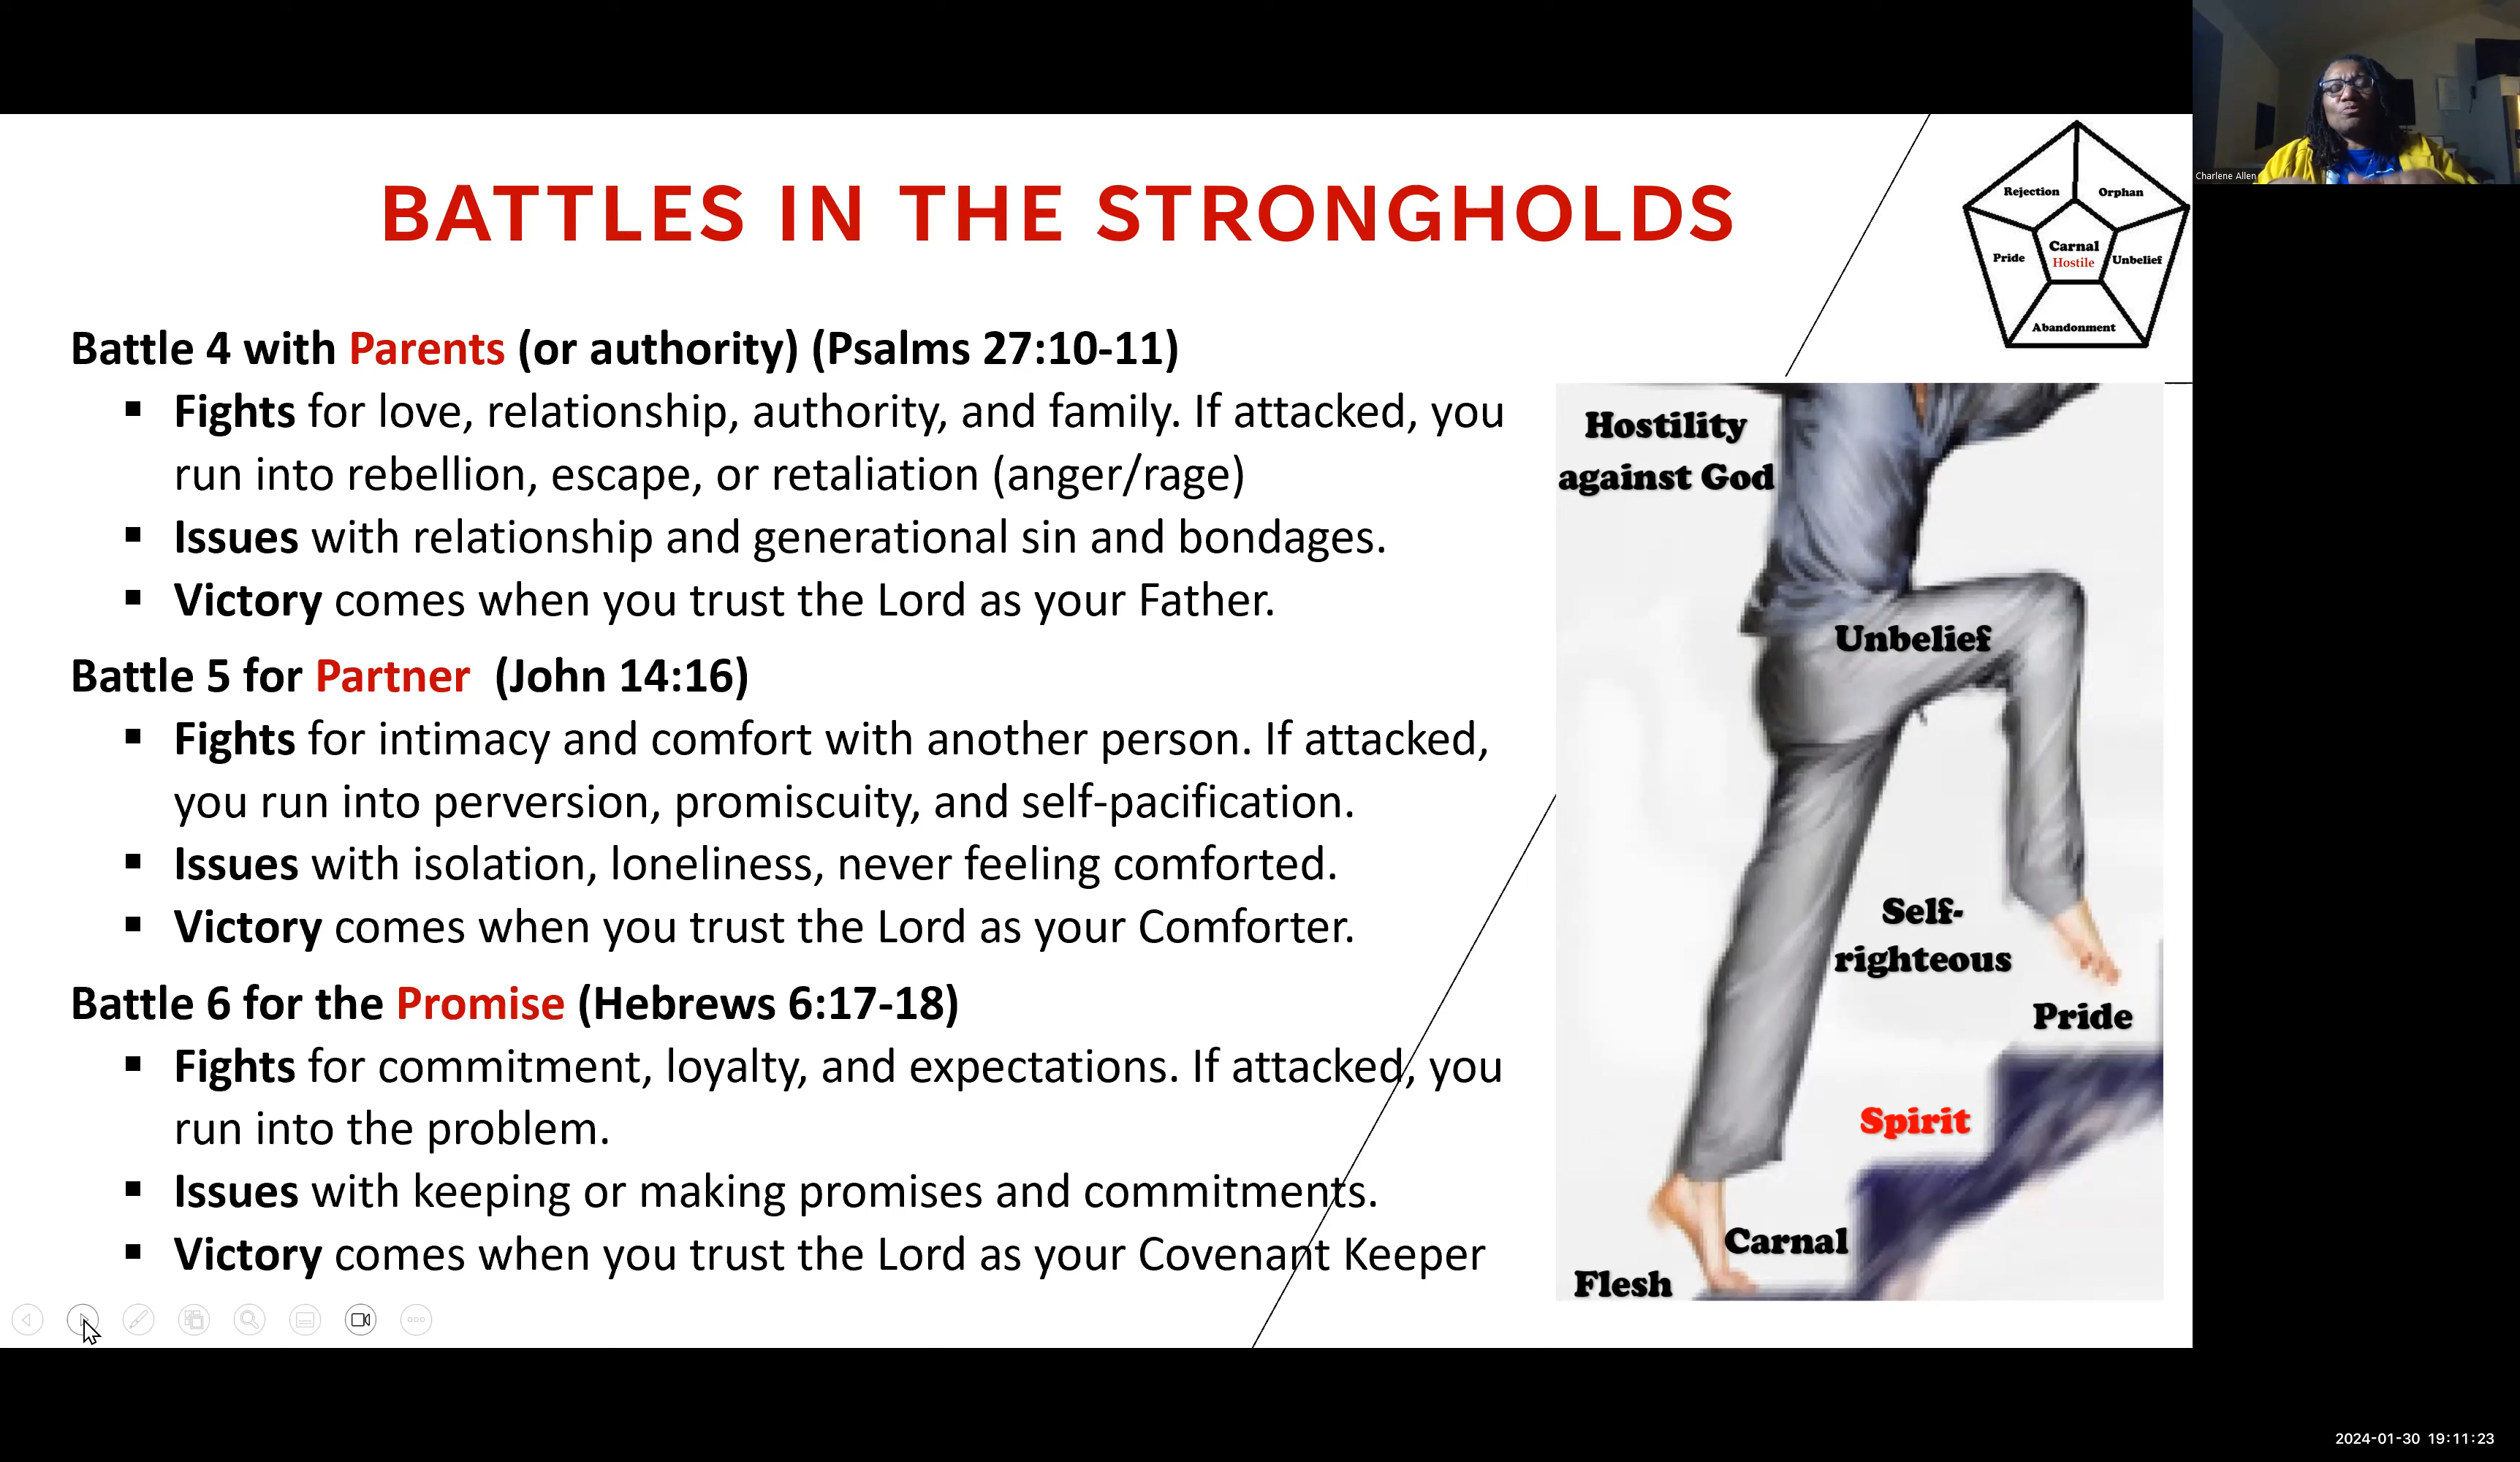 BATTLES IN THE STRONGHOLDS
Battle 4 with Parents (or authority) (Psalms 27:10-11)
▪ Fights for love, relationship, authority, and family. If attacked, you
run into rebellion, escape, or retaliation (anger/rage)
▪ Issues with relationship and generational sin and bondages.
▪ Victory comes when you trust the Lord as your Father.
Battle 5 for Partner (John 14:16)
▪ Fights for intimacy and comfort with another person. If attacked,
you run into perversion, promiscuity, and self-pacification.
▪ Issues with isolation, loneliness, never feeling comforted.
▪ Victory comes when you trust the Lord as your Comforter.
Battle 6 for the Promise (Hebrews 6:17-18)
▪ Fights for commitment, loyalty, and expectations. If attacked, you
run into the problem.
▪ Issues with keeping or making promises and commitments.
▪ Victory comes when you trust the Lord as your Covenant Keeper
Rejection
Orphan
Pride
Carnal
Hostile
Unbelief
Abandonment
Hostility
against God
Unbelief
Self-
righteous
Pride
Spirit
Carnal
Flesh
Charlene Allen
2024-01-30 19:11:23